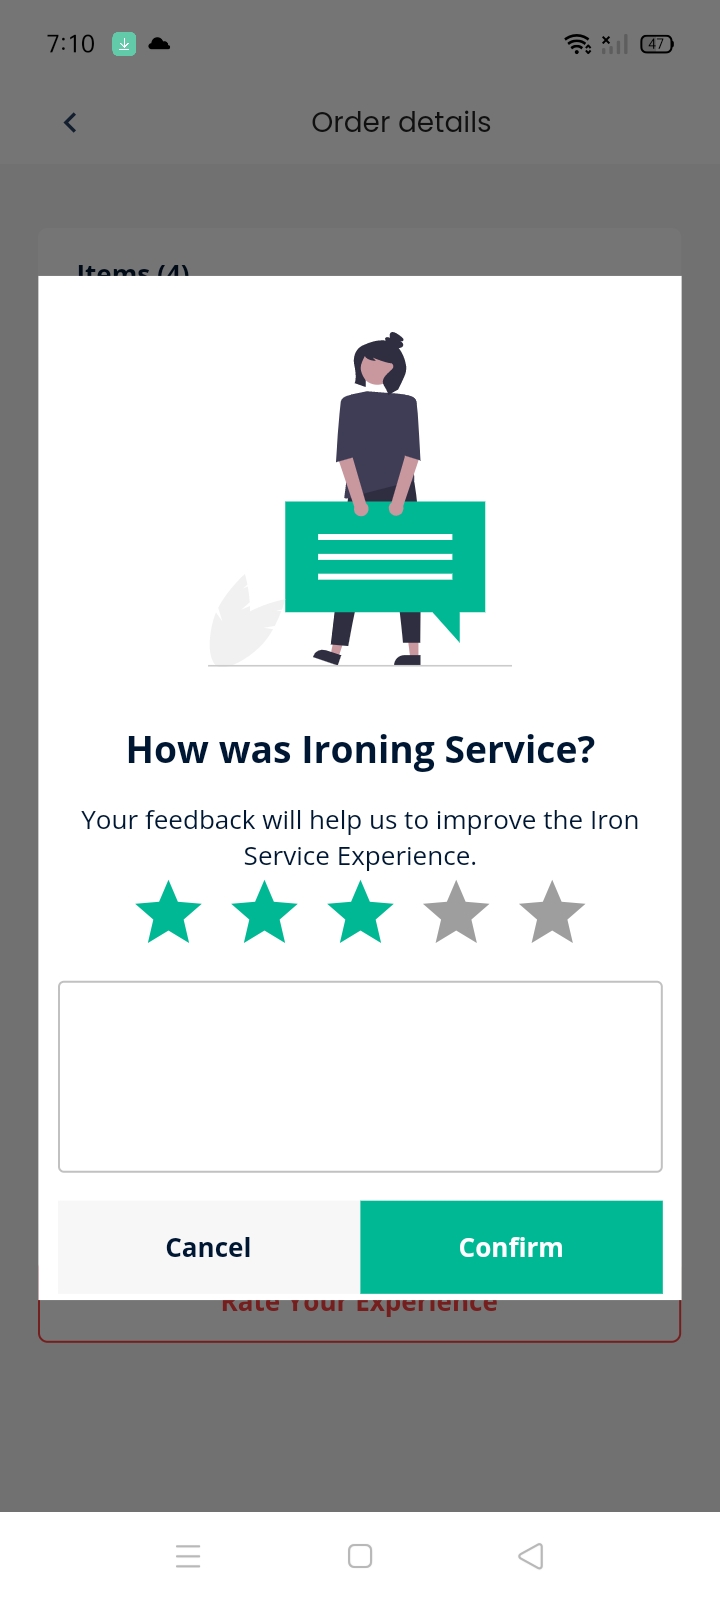 7:10
47
Order details
Items (4)
How was Ironing Service?
Your feedback will help us to improve the Iron
Service Experience.
Cancel
Confirm
Rate Your Experience